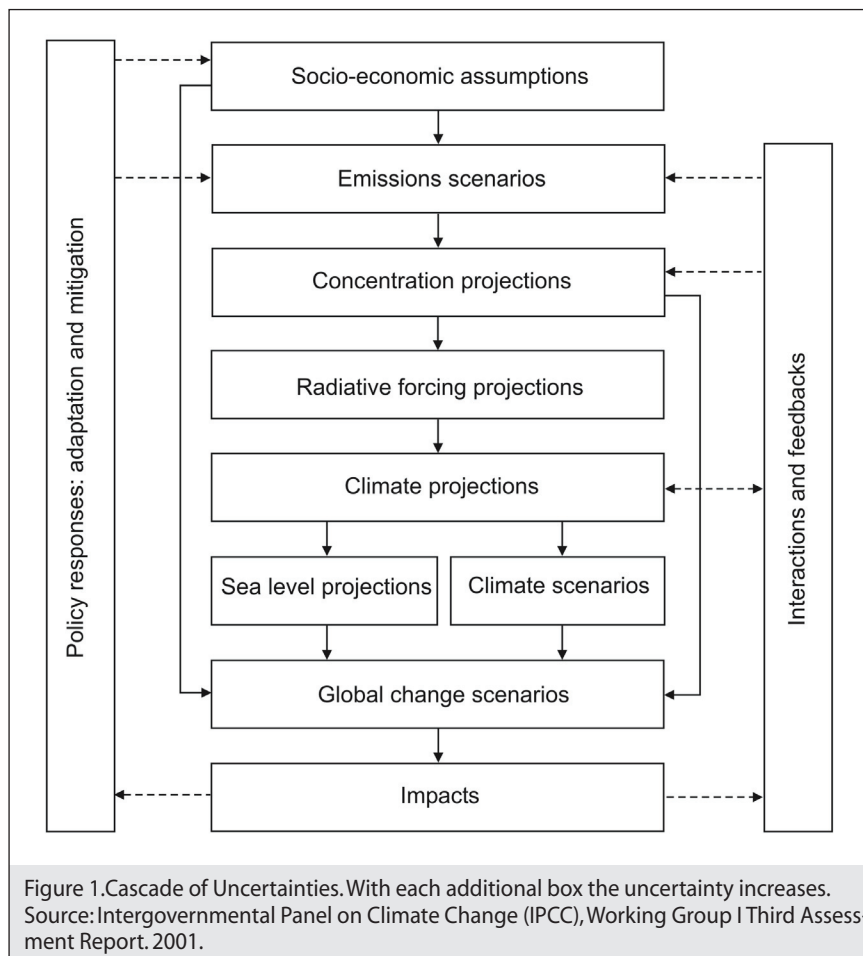 Policy responses: adaptation and mitigation
Socio-economic assumptions
Emissions scenarios
Concentration projections
Radiative forcing projections
Climate projections
Sea level projections
Climate scenarios
Global change scenarios
Impacts
Interactions and feedbacks
Figure 1.Cascade of Uncertainties. With each additional box the uncertainty increases.
Source: Intergovernmental Panel on Climate Change (IPCC), Working Group I Third Assess-
ment Report. 2001.